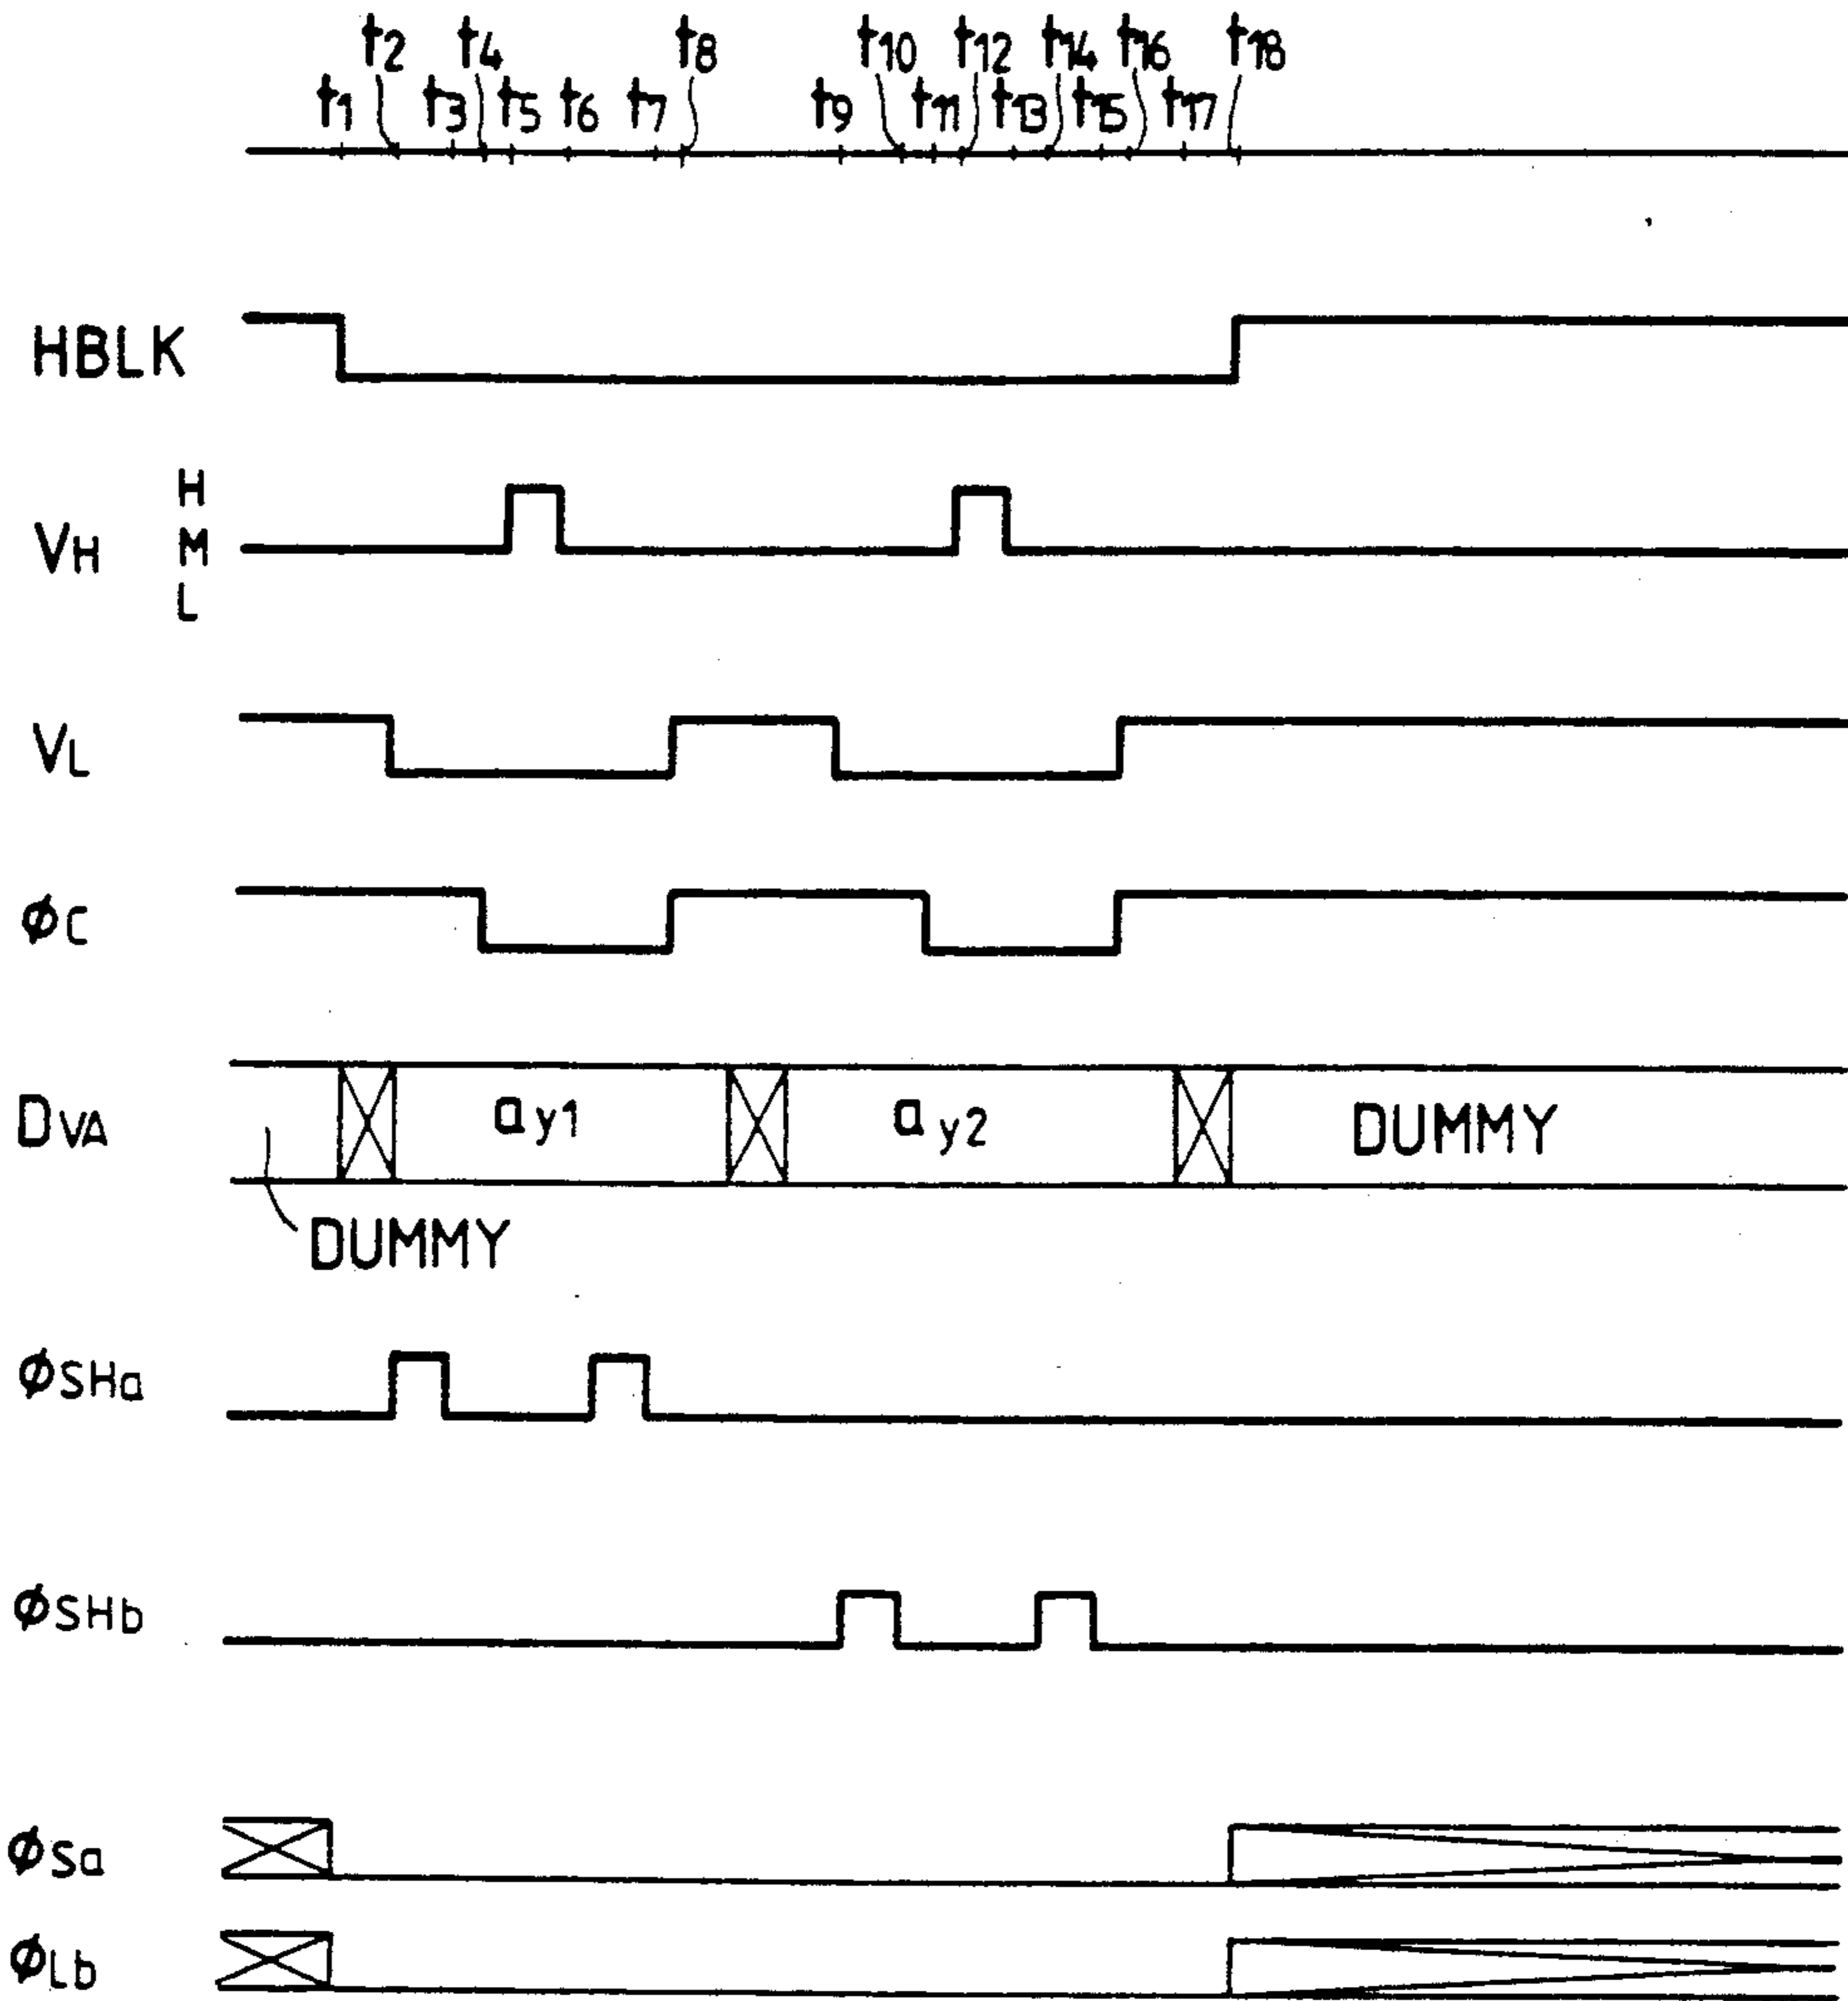 t2 t4 t8 t10 t12 t14 t16 t18
t1 t3 t5 t6 t7 t9 t11 t13 t15 t17
HBLK
H
VH M
L
VL
φC
DVA ay1 ay2 DUMMY
DUMMY
φSHa
φSHb
φSa
φLb